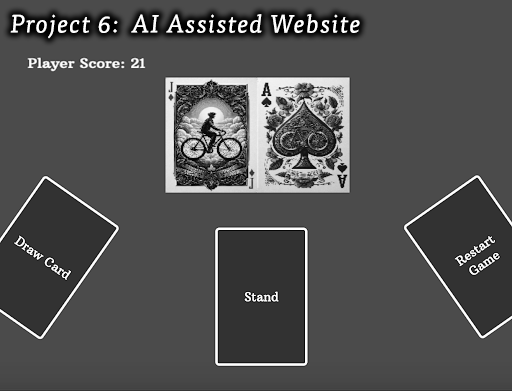 Project 6: AI Assisted Website
Player Score: 21
J
A
J
A
Draw Card
Stand
Restart
Game